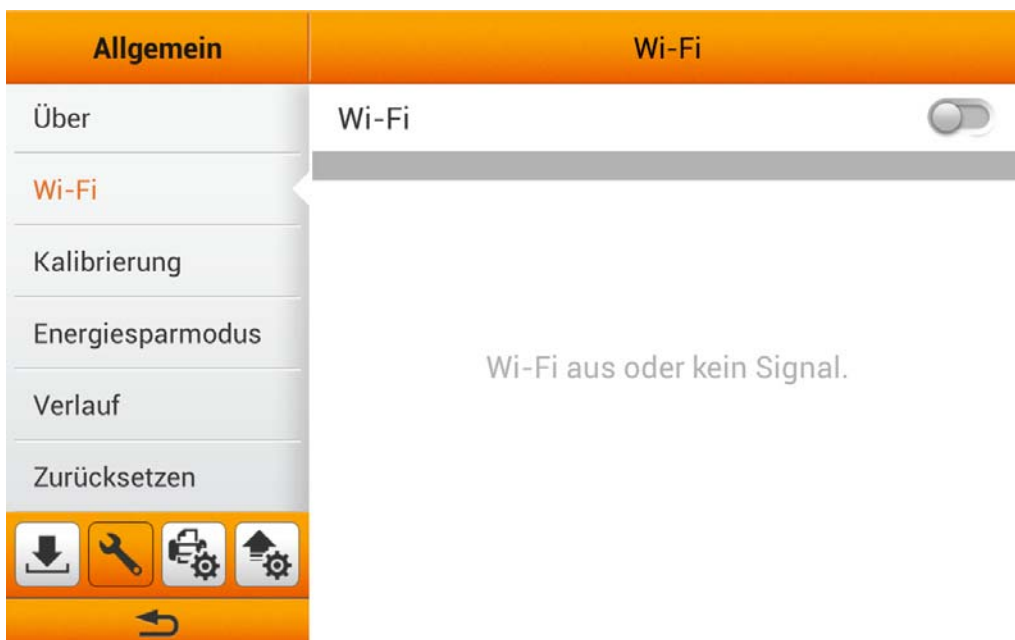 Allgemein
Wi-Fi
Über
Wi-Fi
Kalibrierung
Energiesparmodus
Verlauf
Zurücksetzen
Wi-Fi
Wi-Fi aus oder kein Signal.